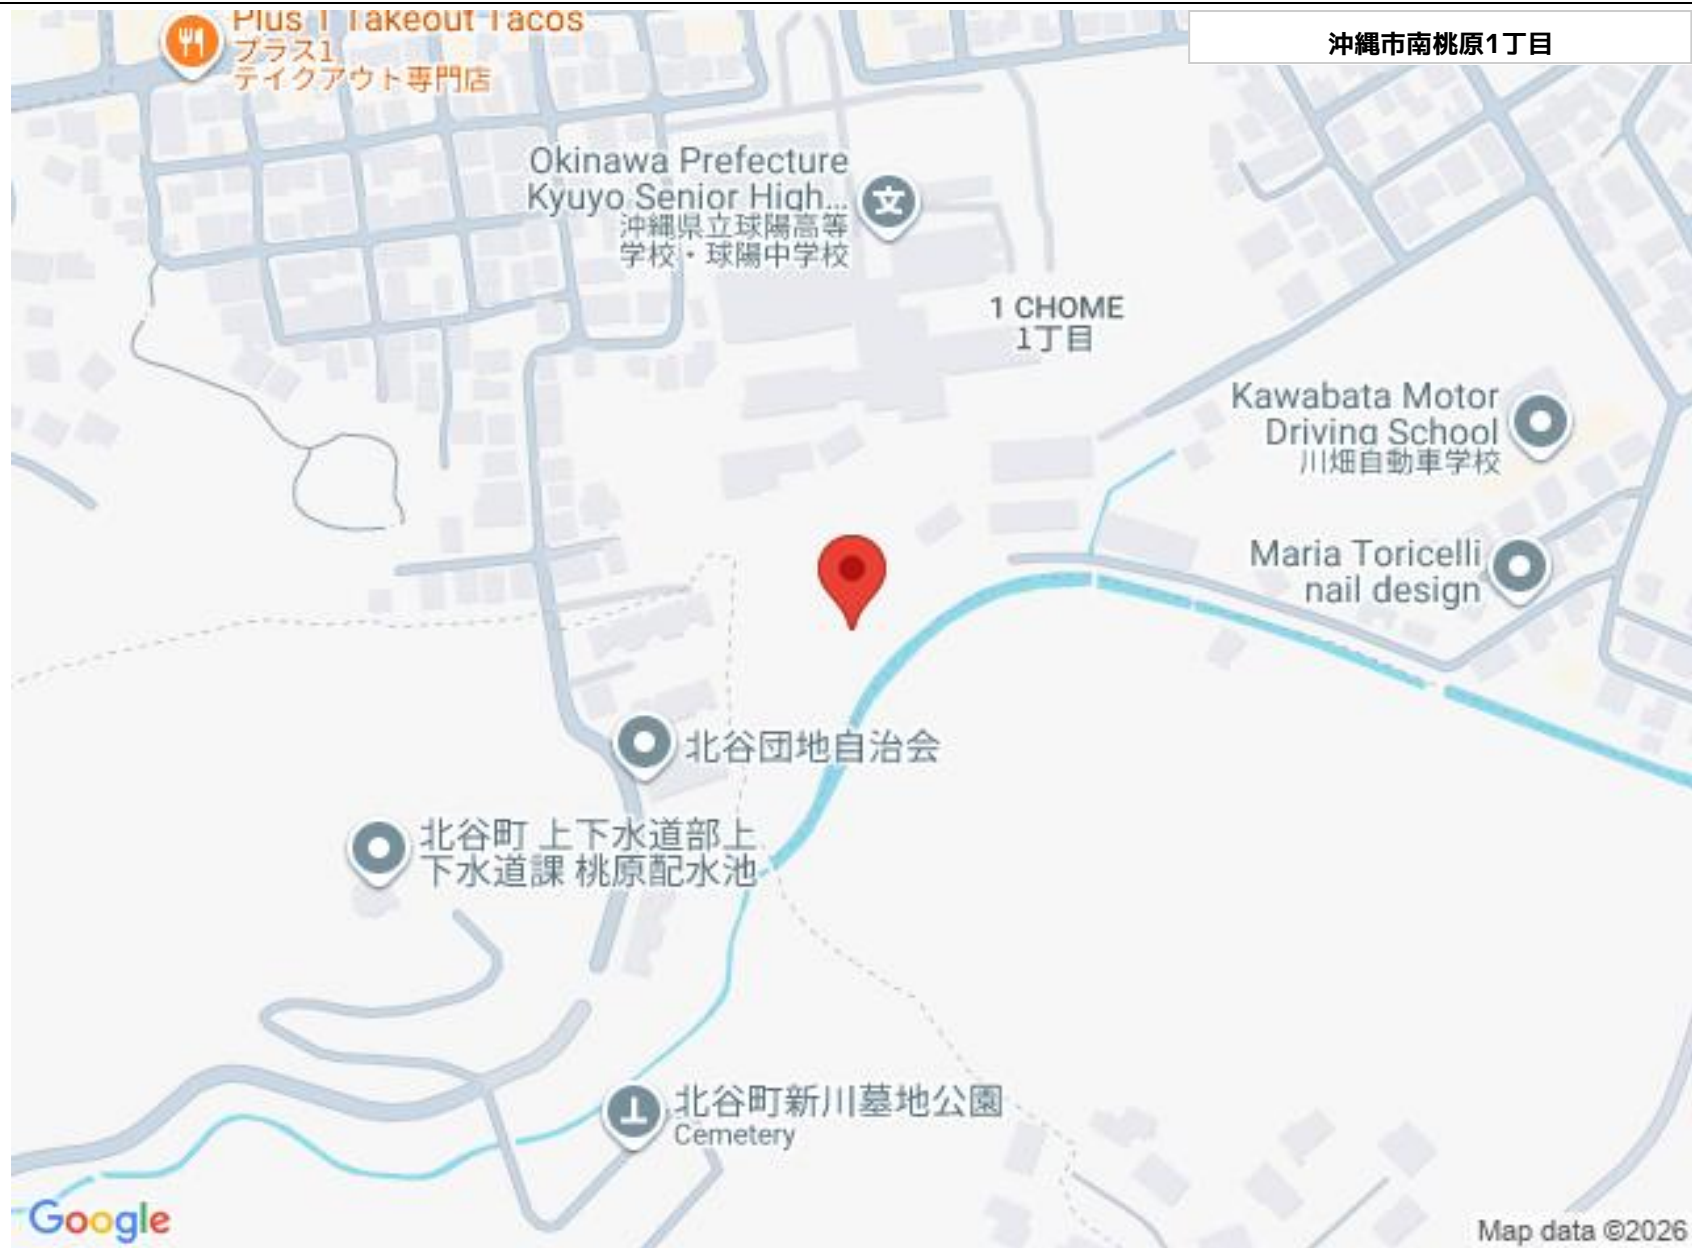 Plus 1 Takeout Tacos
プラス1
テイクアウト専門店
沖縄市南桃原1丁目
Okinawa Prefecture
Kyuyo Senior High...
沖縄県立球陽高等
学校・球陽中学校
1 CHOME
1丁目
Kawabata Motor
Driving School
川畑自動車学校
Maria Toricelli
nail design
北谷団地自治会
北谷町 上下水道部上
下水道課 桃原配水池
北谷町新川墓地公園
Cemetery
Google
Map data ©2026